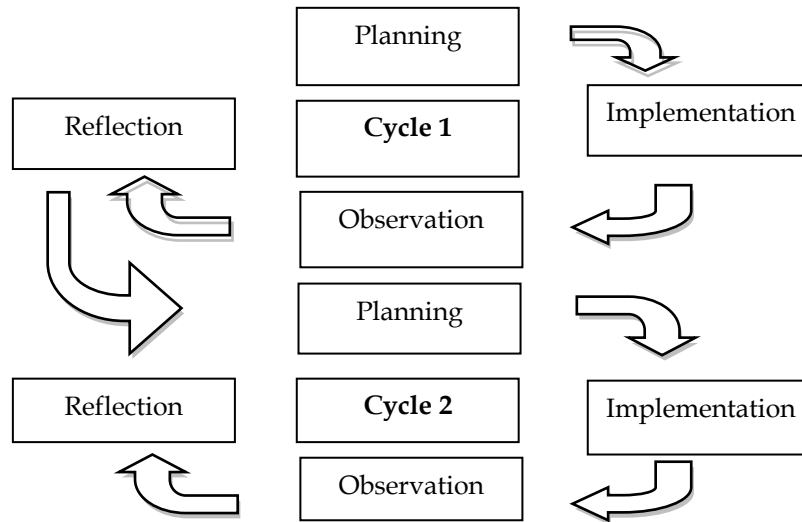 Planning
Reflection
Cycle 1
Implementation
Observation
Planning
Reflection
Cycle 2
Implementation
Observation